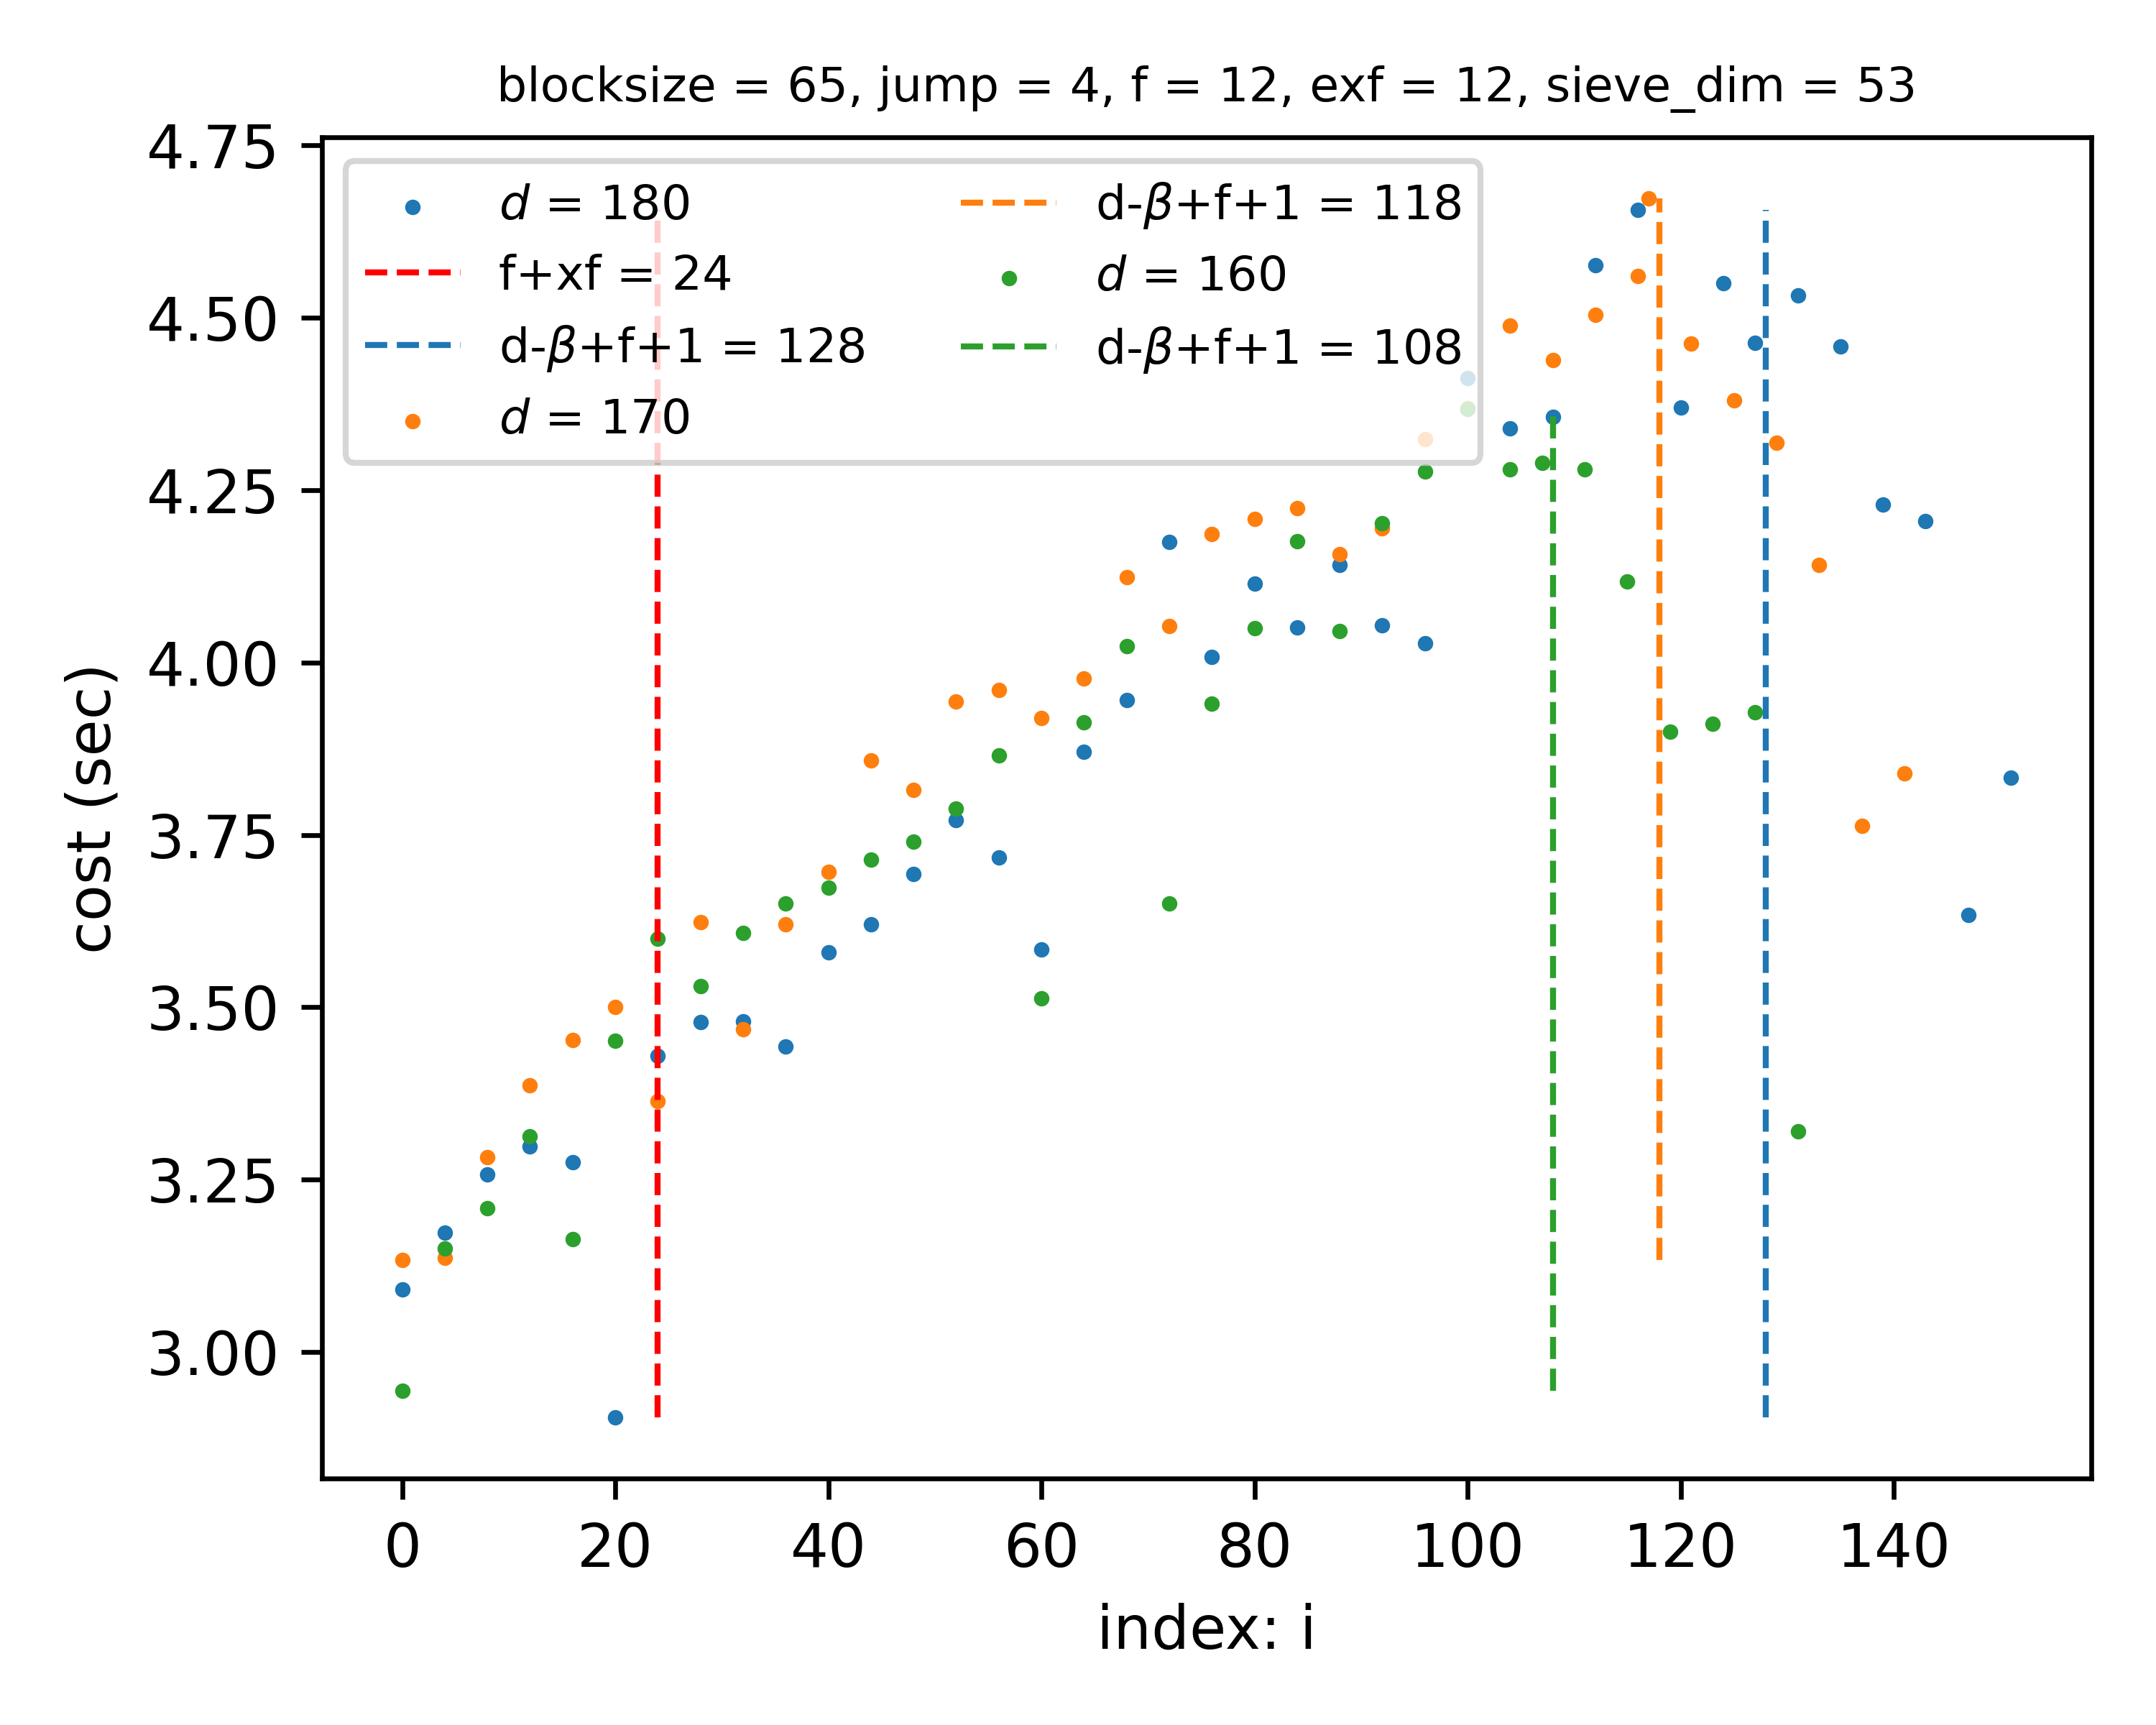 blocksize = 65, jump = 4, f = 12, exf = 12, sieve_dim = 53
d = 180
f+xf = 24
d-β+f+1 = 128
d = 170
d-β+f+1 = 118
d = 160
d-β+f+1 = 108
4.75
4.50
4.25
4.00
3.75
3.50
3.25
3.00
cost (sec)
0 20 40 60 80 100 120 140
index: i